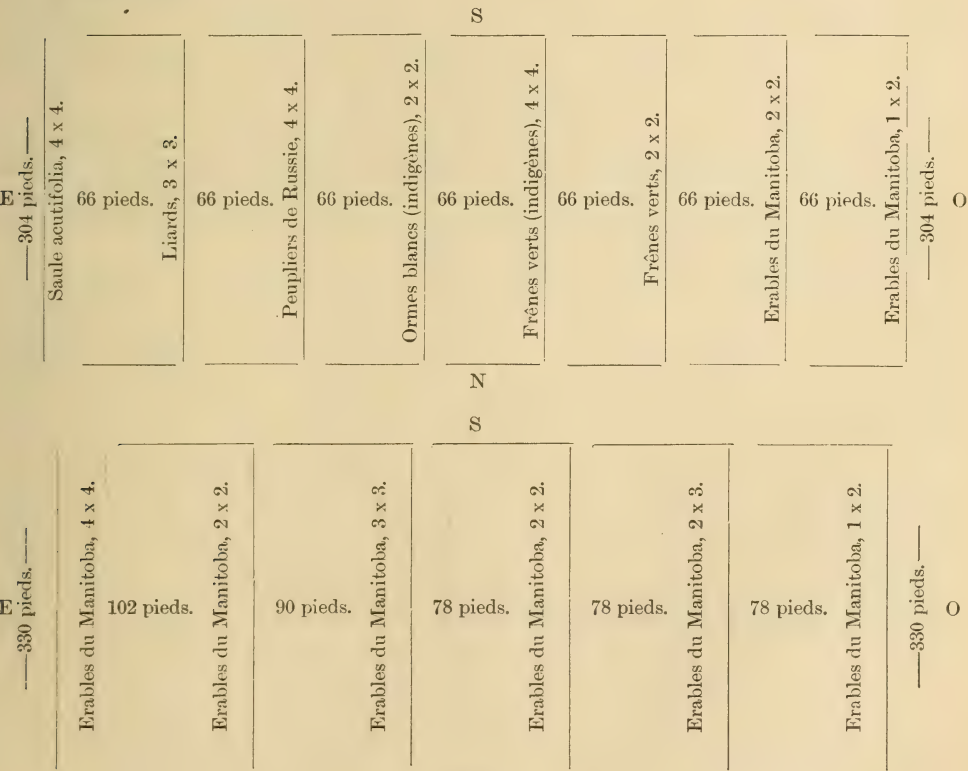 S
E
——304 pieds.——
Saule acutifolia, 4 x 4.
66 pieds.
Liards, 3 x 3.
66 pieds.
Peupliers de Russie, 4 x 4.
66 pieds.
Ormes blancs (indigènes), 2 x 2.
66 pieds.
Frênes verts (indigènes), 4 x 4.
66 pieds.
Frênes verts, 2 x 2.
66 pieds.
Erables du Manitoba, 2 x 2.
66 pieds.
Erables du Manitoba, 1 x 2.
——304 pieds.——
O
N
S
E
——330 pieds.——
Erables du Manitoba, 4 x 4.
102 pieds.
Erables du Manitoba, 2 x 2.
90 pieds.
Erables du Manitoba, 3 x 3.
78 pieds.
Erables du Manitoba, 2 x 2.
78 pieds.
Erables du Manitoba, 2 x 3.
78 pieds.
Erables du Manitoba, 1 x 2.
——330 pieds.——
O